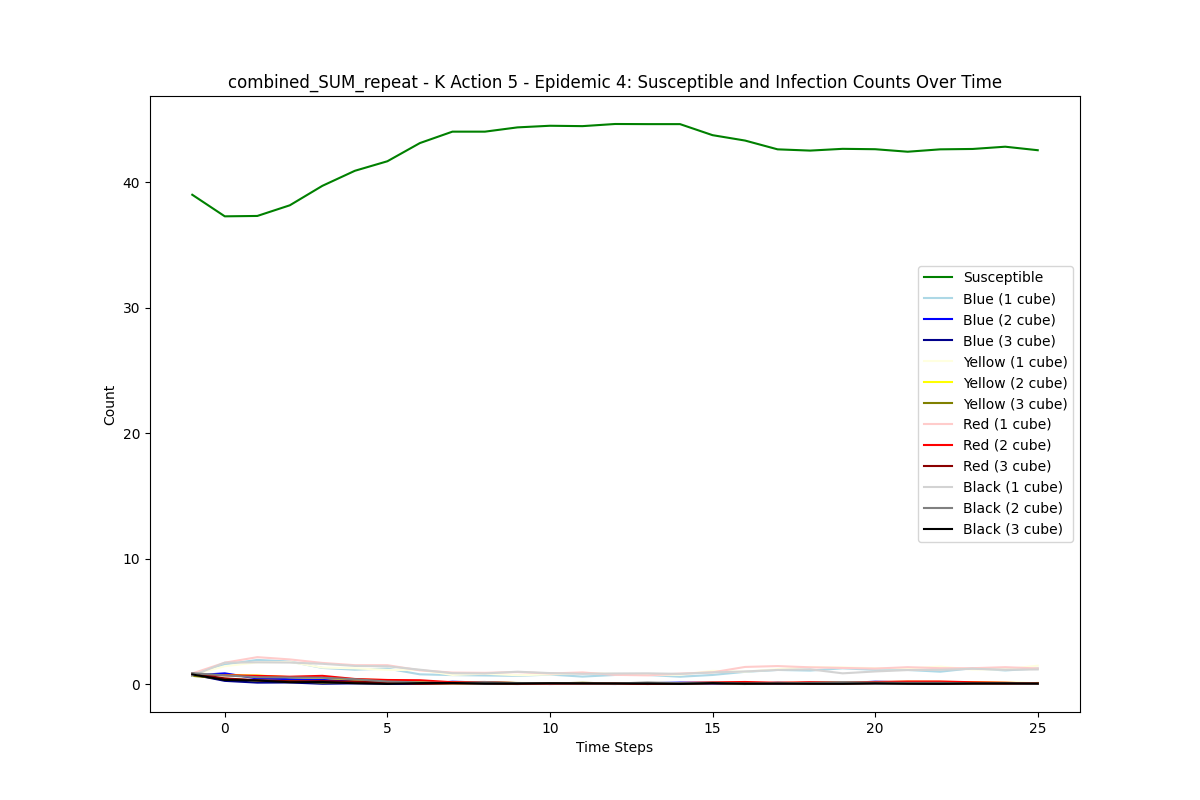 combined_SUM_repeat - K Action 5 - Epidemic 4: Susceptible and Infection Counts Over Time
Count
40
30
20
10
0
Susceptible
Blue (1 cube)
Blue (2 cube)
Blue (3 cube)
Yellow (1 cube)
Yellow (2 cube)
Yellow (3 cube)
Red (1 cube)
Red (2 cube)
Red (3 cube)
Black (1 cube)
Black (2 cube)
Black (3 cube)
0 5 10 15 20 25
Time Steps